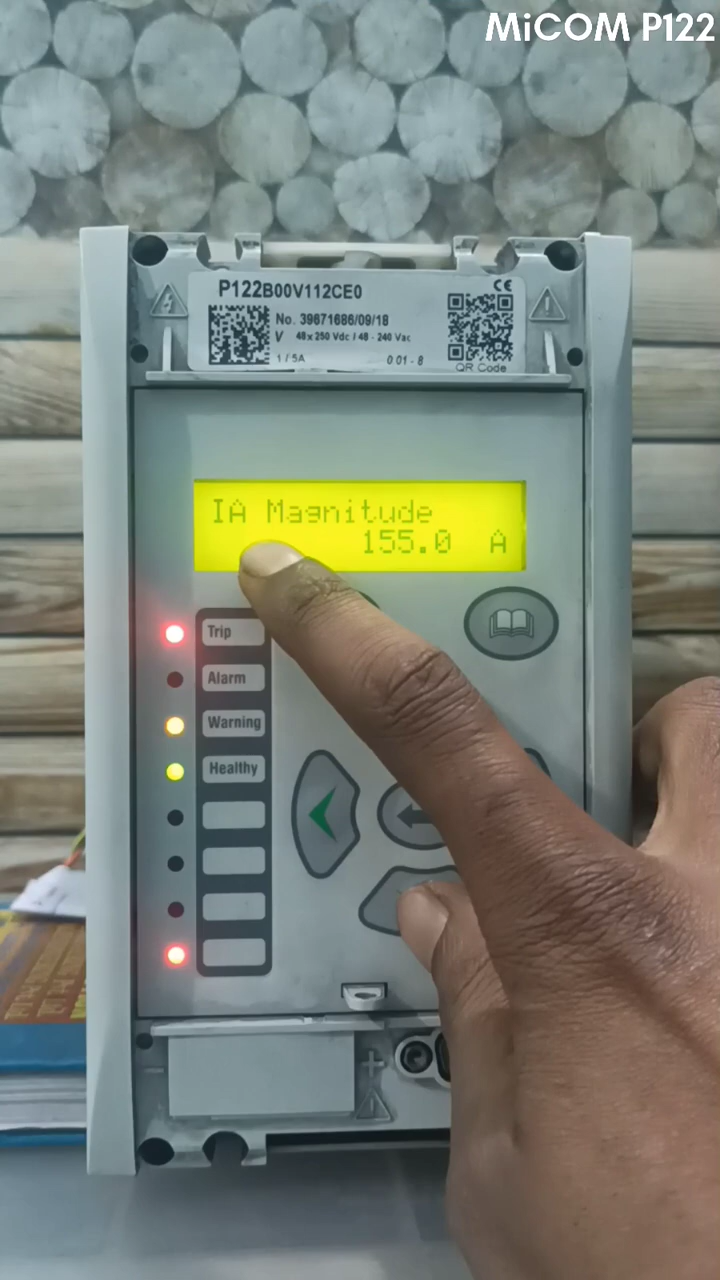 MiCOM P122
P122B00V112CE0
CE
No. 39671686/09/18
V 48 x 250 Vdc / 48 - 240 Vac
1 / 5A
0 01 - 8
QR Code
IA Magnitude
155.0 A
Trip
Alarm
Warning
Healthy